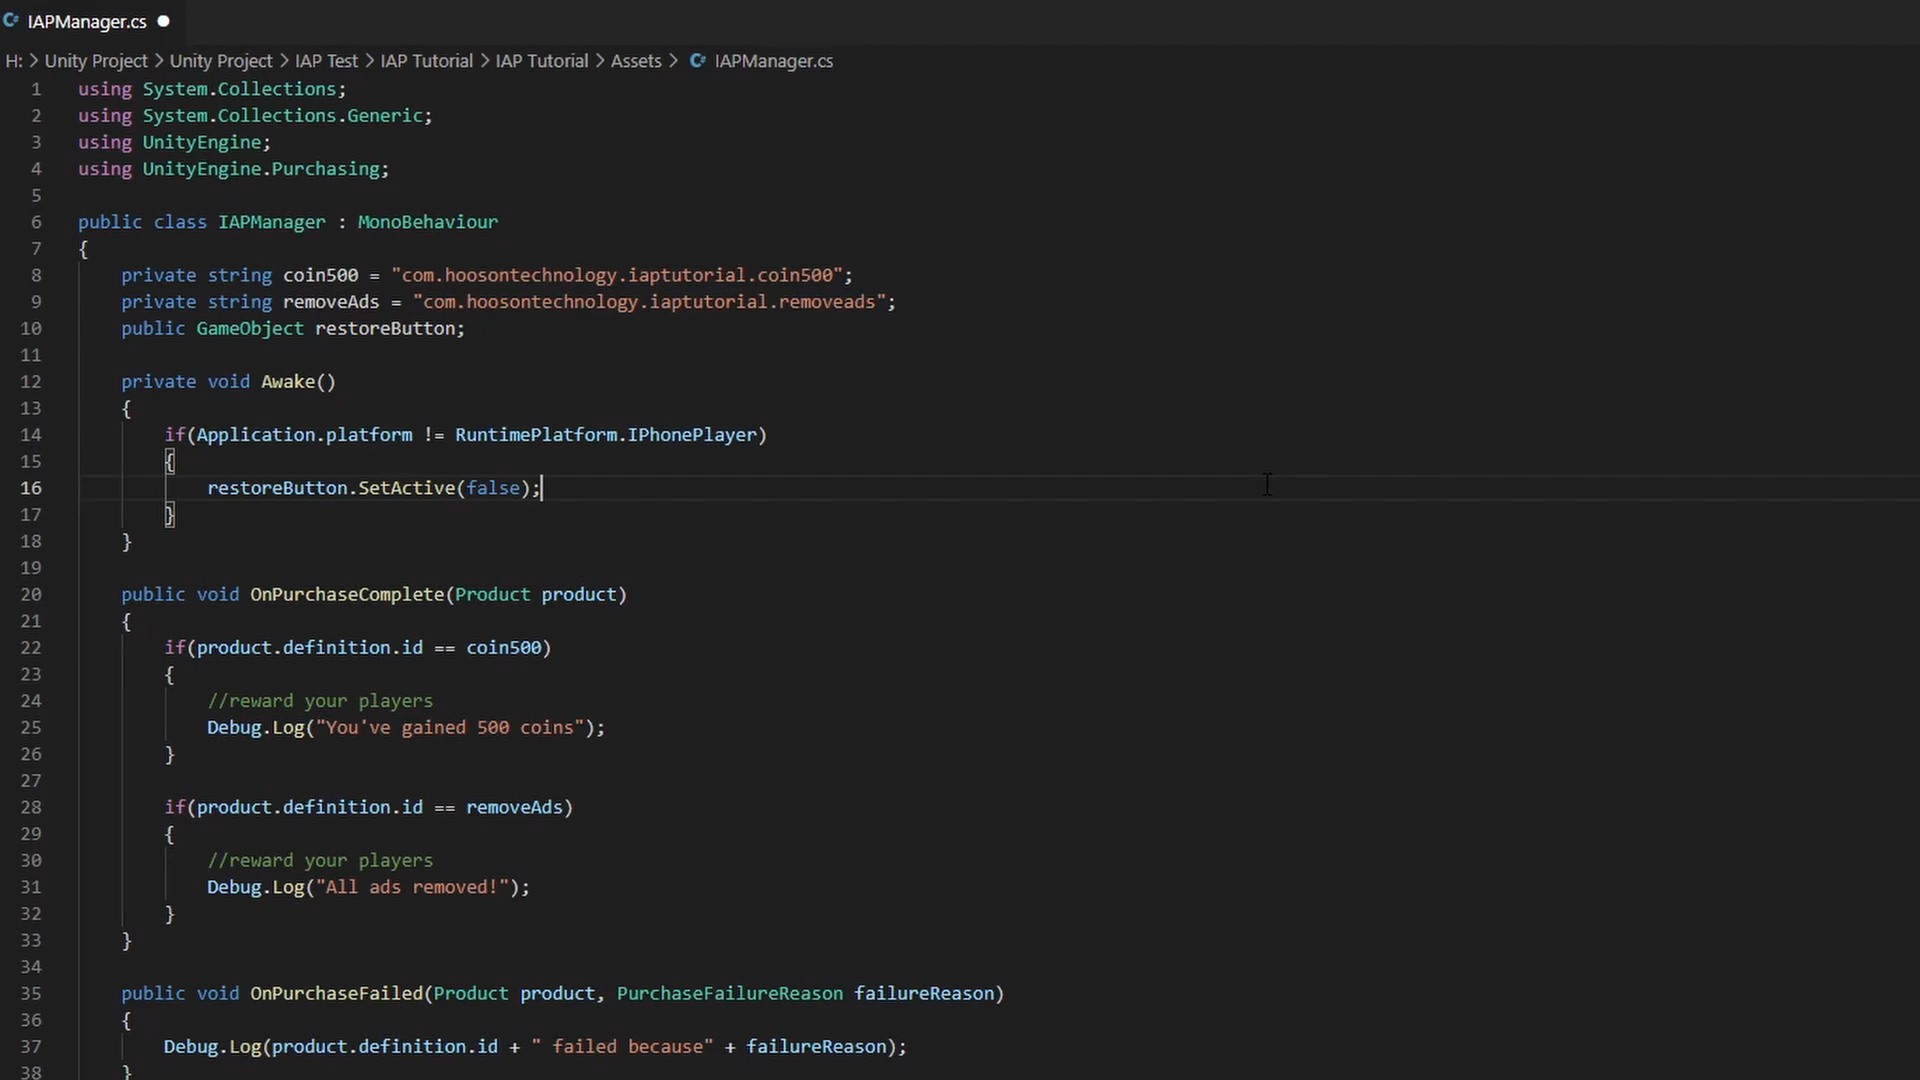 IAPManager.cs
H: > Unity Project > Unity Project > IAP Test > IAP Tutorial > IAP Tutorial > Assets > IAPManager.cs
1 using System.Collections;
2 using System.Collections.Generic;
3 using UnityEngine;
4 using UnityEngine.Purchasing;
5
6 public class IAPManager : MonoBehaviour
7 {
8 private string coin500 = "com.hoosontechnology.iaptutorial.coin500";
9 private string removeAds = "com.hoosontechnology.iaptutorial.removeads";
10 public GameObject restoreButton;
11
12 private void Awake()
13 {
14 if(Application.platform != RuntimePlatform.IPhonePlayer)
15 {
16 restoreButton.SetActive(false);
17 }
18 }
19
20 public void OnPurchaseComplete(Product product)
21 {
22 if(product.definition.id == coin500)
23 {
24 //reward your players
25 Debug.Log("You've gained 500 coins");
26 }
27
28 if(product.definition.id == removeAds)
29 {
30 //reward your players
31 Debug.Log("All ads removed!");
32 }
33 }
34
35 public void OnPurchaseFailed(Product product, PurchaseFailureReason failureReason)
36 {
37 Debug.Log(product.definition.id + " failed because" + failureReason);
38 }